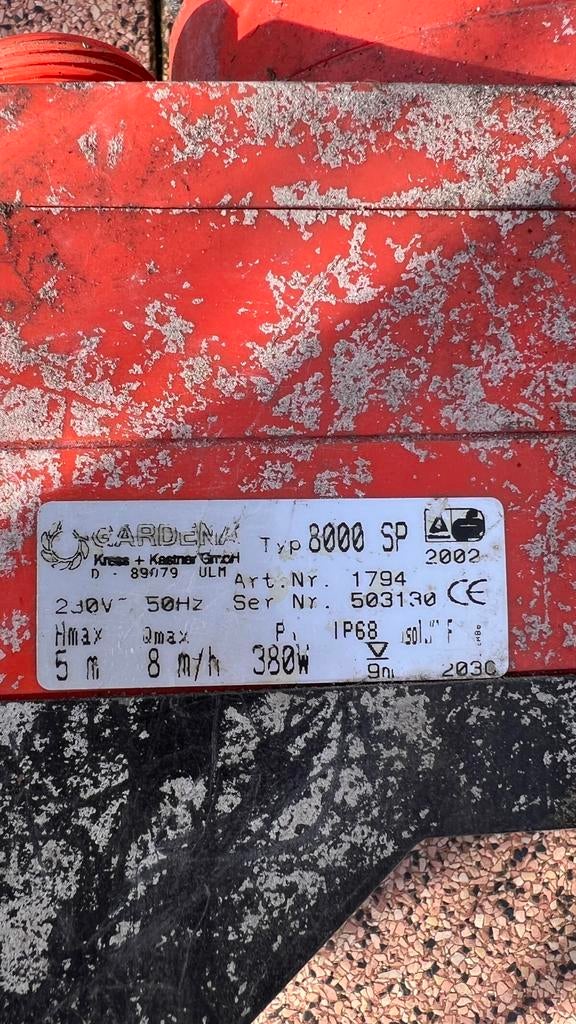 GARDENA Typ 8000 SP
Kress + Kastner GmbH 2002
D - 89079 ULM Art.Nr. 1794
230V~ 50Hz Ser Nr. 503130 CE
Hmax Qmax IP68
5 m 8 m/h 380W 2030